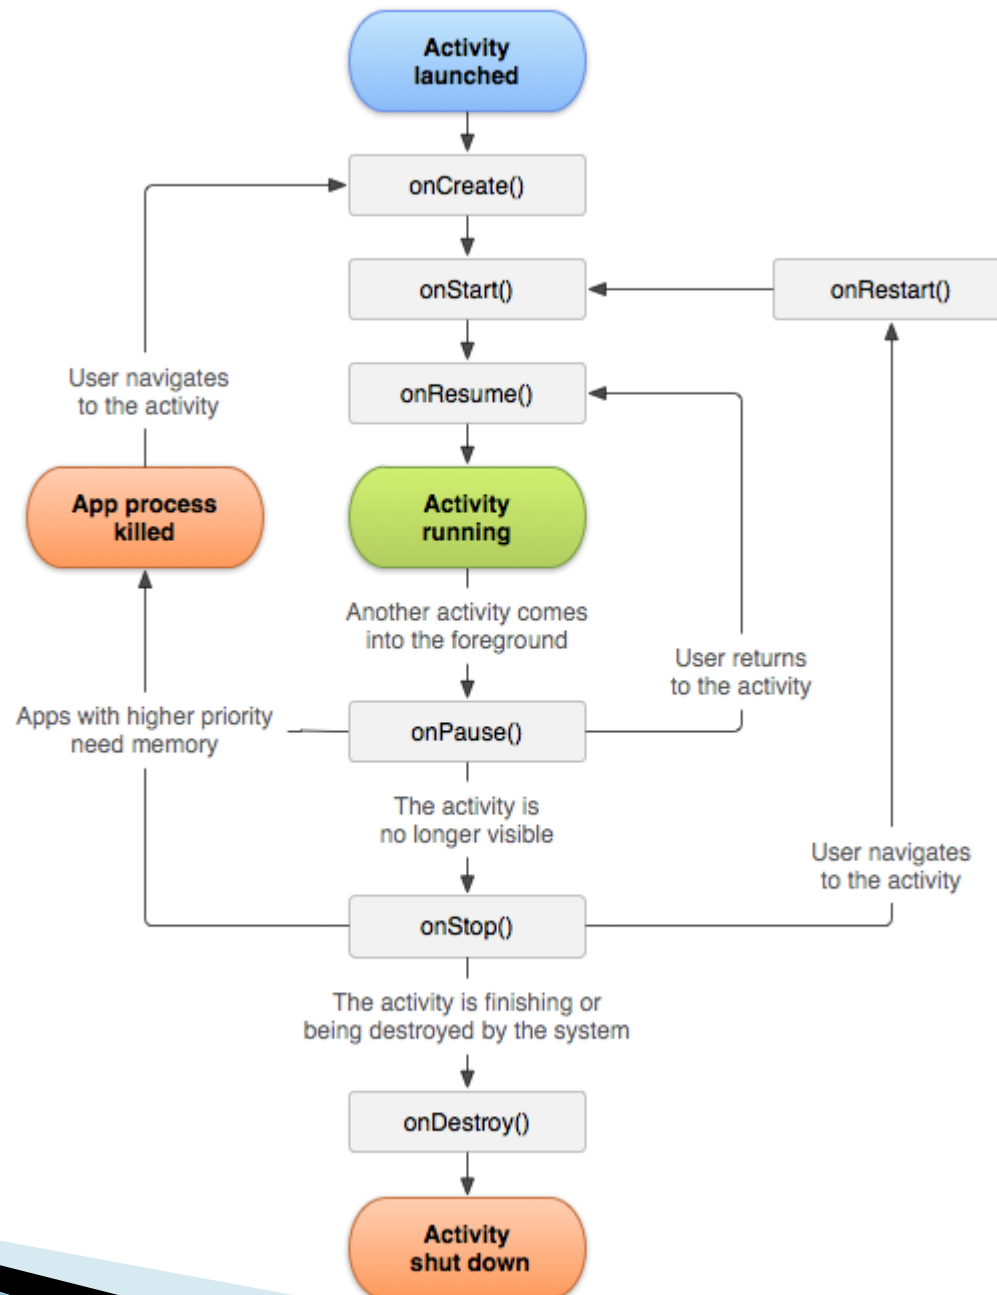 Activity
launched
onCreate()
onStart()
onRestart()
User navigates
to the activity
onResume()
App process
killed
Activity
running
Another activity comes
into the foreground
User returns
to the activity
Apps with higher priority
need memory
onPause()
The activity is
no longer visible
User navigates
to the activity
onStop()
The activity is finishing or
being destroyed by the system
onDestroy()
Activity
shut down